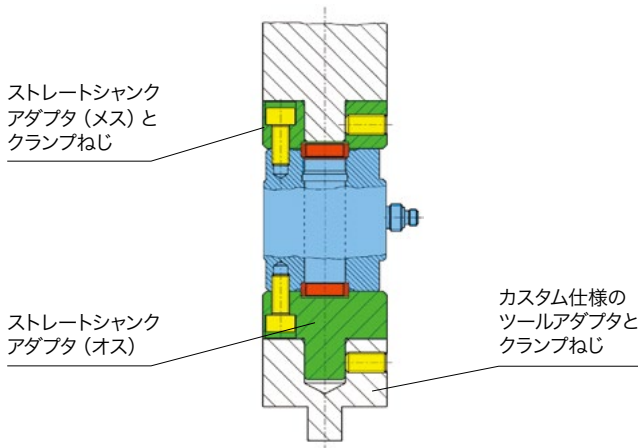 ストレートシャンク
アダプタ（メス）と
クランプねじ
ストレートシャンク
アダプタ（オス）
カスタム仕様の
ツールアダプタと
クランプねじ